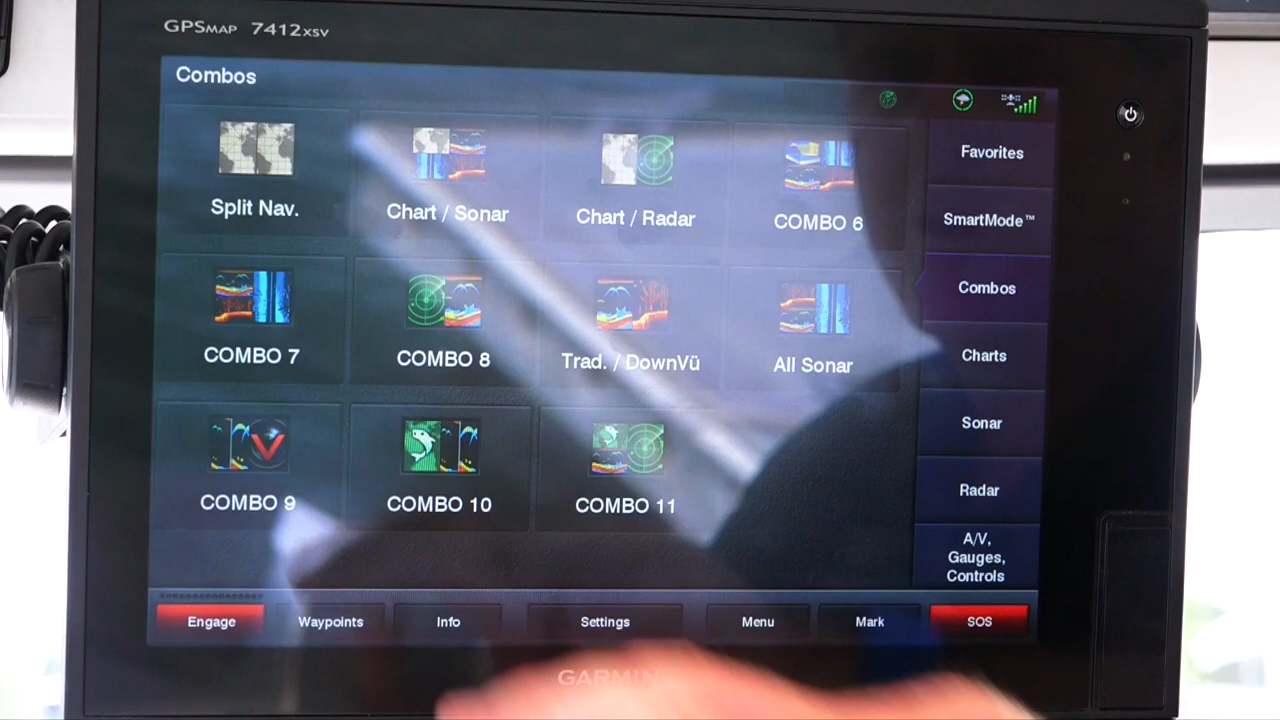 GPSMAP 7412xsv
Combos
Split Nav.
Chart / Sonar
Chart / Radar
COMBO 6
COMBO 7
COMBO 8
Trad. / DownVü
All Sonar
COMBO 9
COMBO 10
COMBO 11
Favorites
SmartMode™
Combos
Charts
Sonar
Radar
A/V,
Gauges,
Controls
Engage
Waypoints
Info
Settings
Menu
Mark
SOS
GARMIN